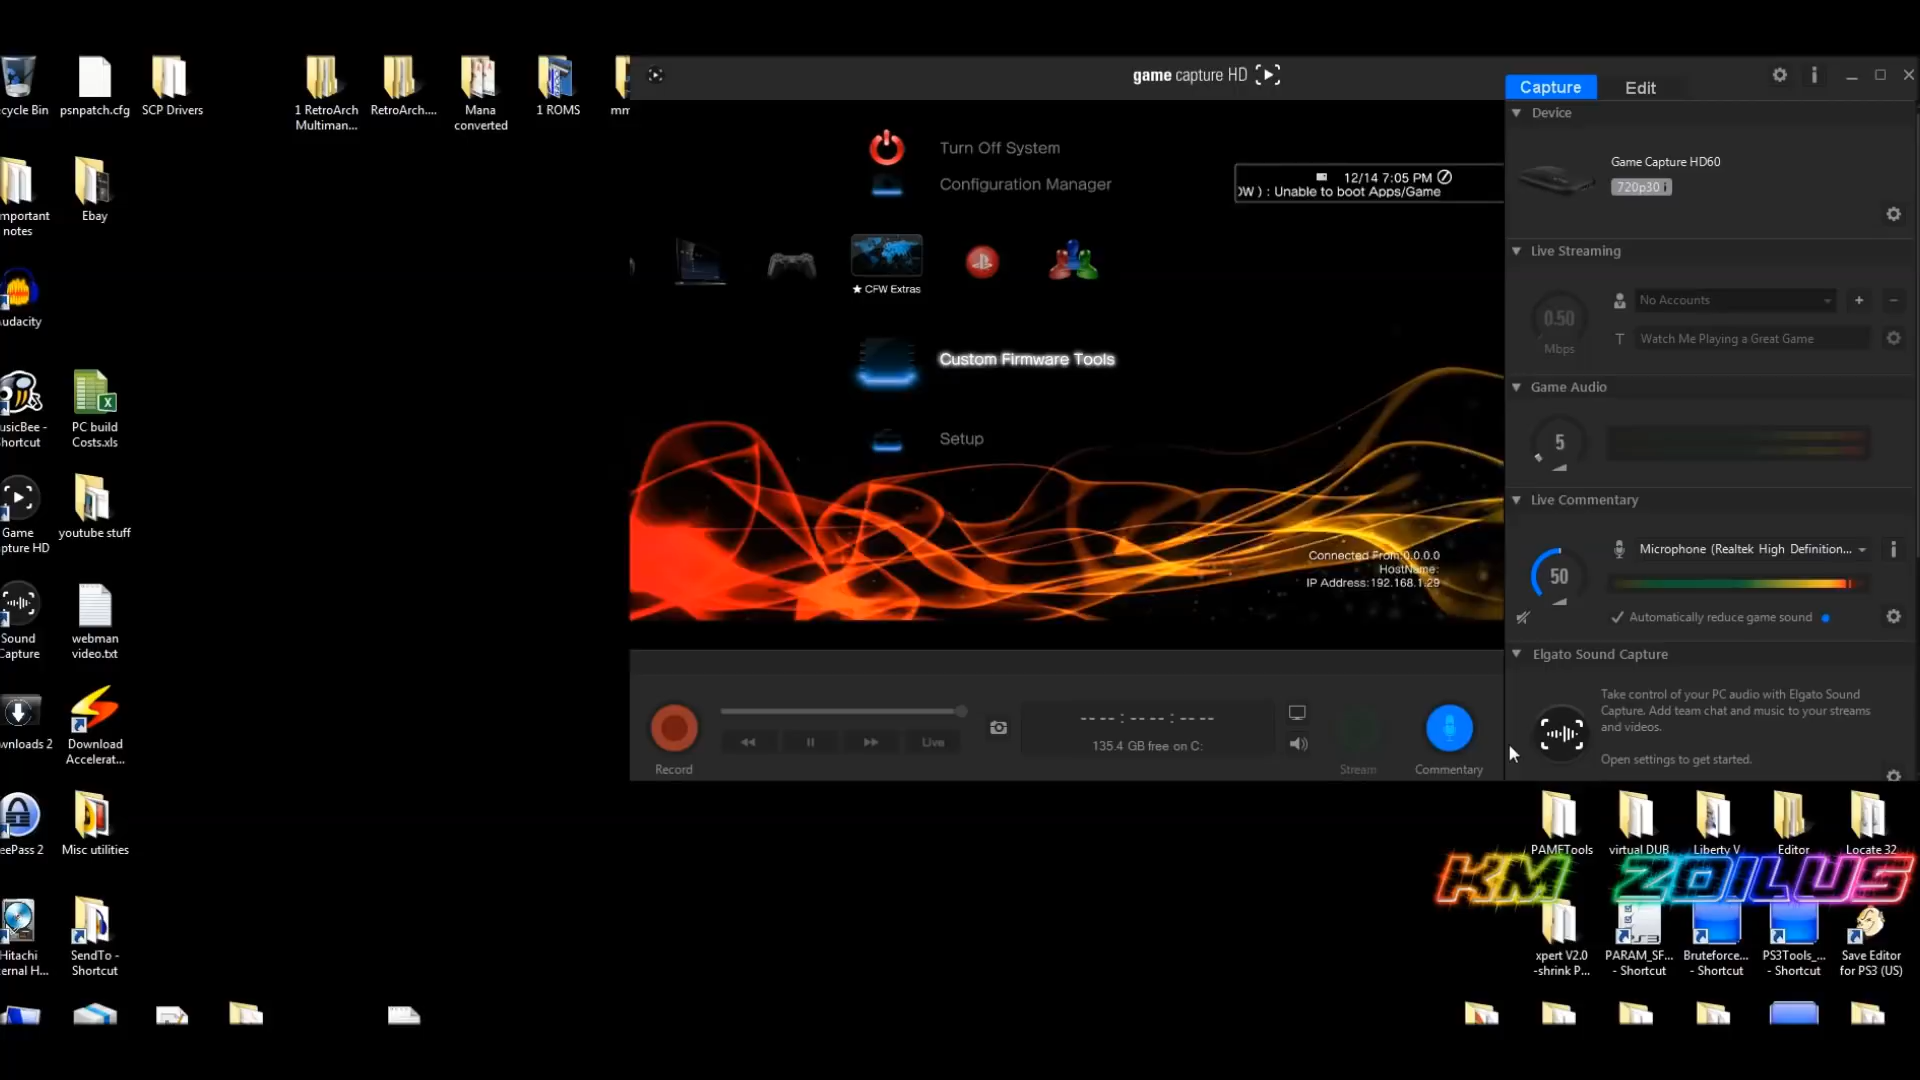 cycle Bin
psnpatch.cfg
SCP Drivers
1 RetroArch
Multiman...
RetroArch....
Mana
converted
1 ROMS
mm
game capture HD
Capture
Edit
Device
Game Capture HD60
720p30
Turn Off System
Configuration Manager
12/14 7:05 PM
OW ) : Unable to boot Apps/Game
mportant
notes
Ebay
★ CFW Extras
Live Streaming
No Accounts
0.50
Mbps
T
Watch Me Playing a Great Game
Custom Firmware Tools
Setup
Game Audio
5
udacity
usicBee -
Shortcut
PC build
Costs.xls
Live Commentary
Microphone (Realtek High Definition...
50
Automatically reduce game sound
Connected From:0.0.0.0
HostName:
IP Address:192.168.1.29
Game
pture HD
youtube stuff
Sound
Capture
webman
video.txt
Elgato Sound Capture
Take control of your PC audio with Elgato Sound
Capture. Add team chat and music to your streams
and videos.
Open settings to get started.
Record
Live
-- -- : -- -- : -- --
135.4 GB free on C:
Stream
Commentary
wnloads 2
Download
Accelerat...
eePass 2
Misc utilities
PAMFTools
virtual DUB
Liberty V
Editor
Locate 32
KM ZOILUS
Hitachi
ernal H...
SendTo -
Shortcut
xpert V2.0
-shrink P...
PARAM_SF...
- Shortcut
Bruteforce...
- Shortcut
PS3Tools_...
- Shortcut
Save Editor
for PS3 (US)